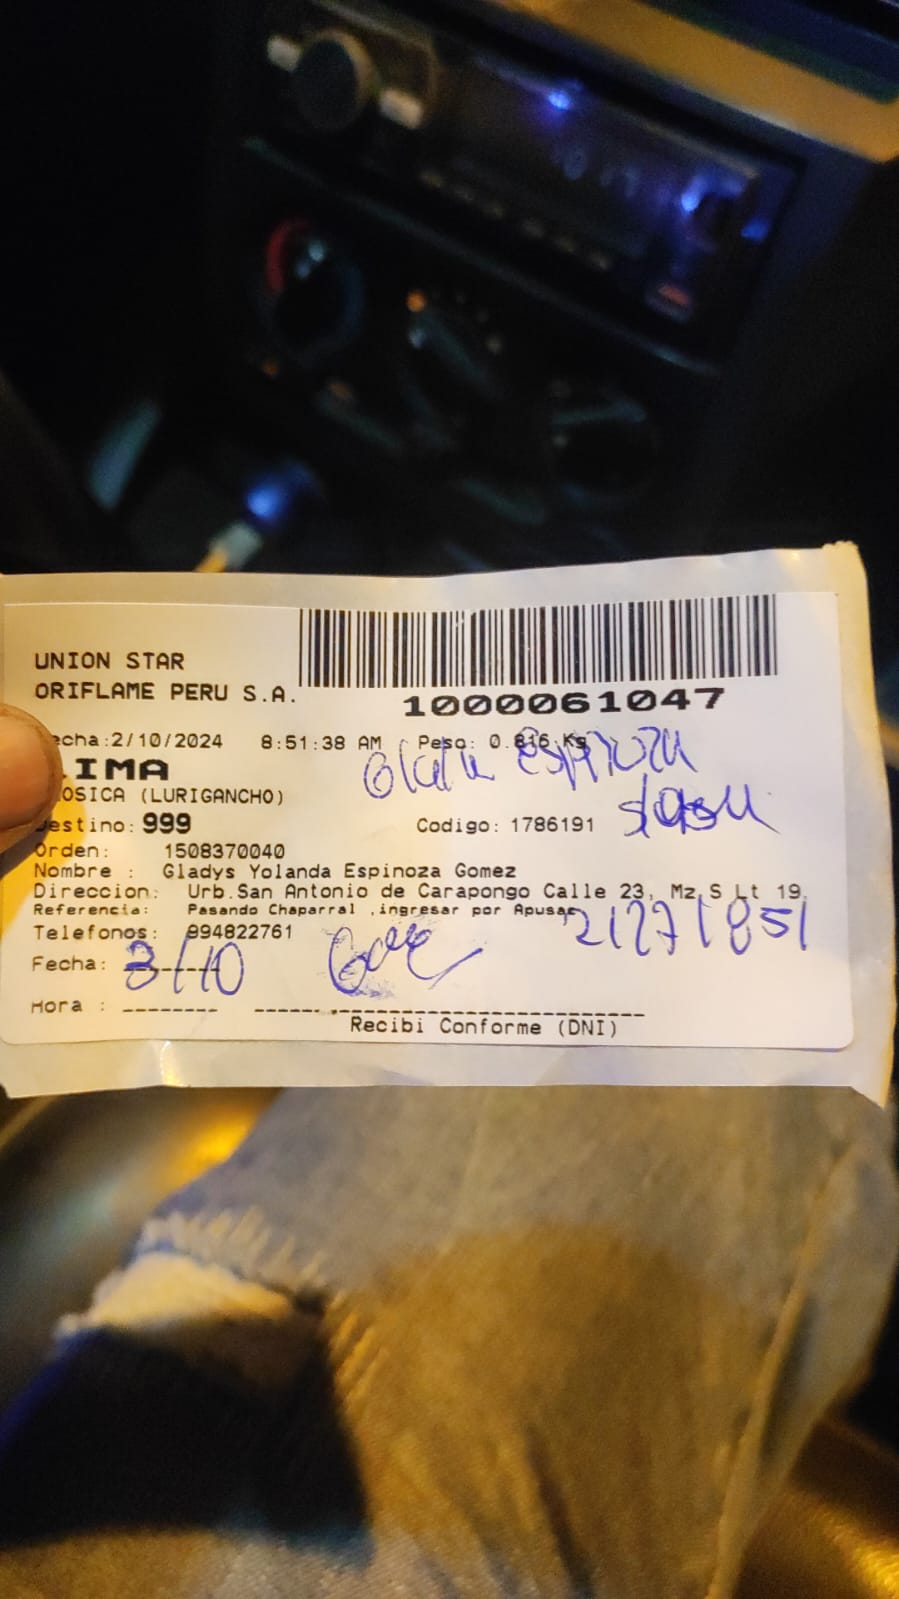 UNION STAR
ORIFLAME PERU S.A.
1000061047
echa:2/10/2024 8:51:38 AM Peso: 0.816 Kg
IMA
OSICA (LURIGANCHO)
Espinoza
estino: 999 Codigo: 1786191
Orden: 1508370040
Nombre : Gladys Yolanda Espinoza Gomez
Direccion: Urb.San Antonio de Carapongo Calle 23, Mz S Lt 19,
Referencia: Pasando Chaparral ,ingresar por Apusac
Telefonos: 994822761
21271851
Fecha: 3/10
Hora :
Recibi Conforme (DNI)